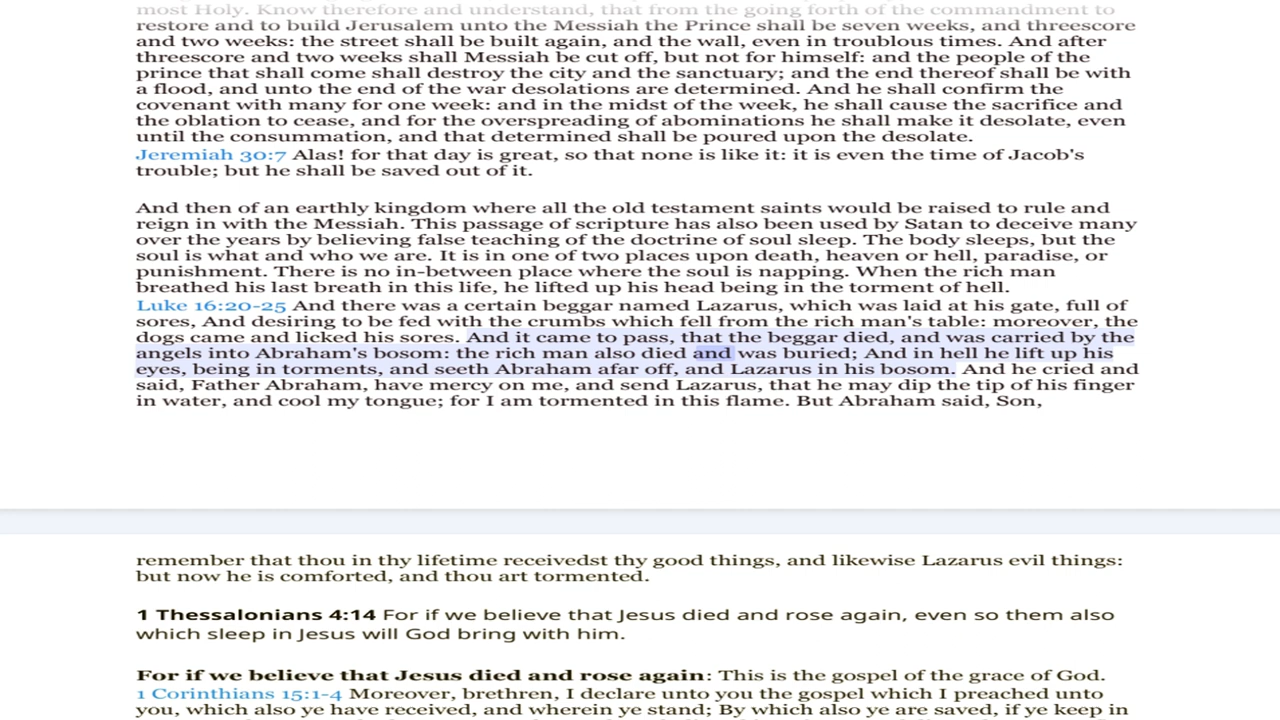 most Holy. Know therefore and understand, that from the going forth of the commandment to
restore and to build Jerusalem unto the Messiah the Prince shall be seven weeks, and threescore
and two weeks: the street shall be built again, and the wall, even in troublous times. And after
threescore and two weeks shall Messiah be cut off, but not for himself: and the people of the
prince that shall come shall destroy the city and the sanctuary; and the end thereof shall be with
a flood, and unto the end of the war desolations are determined. And he shall confirm the
covenant with many for one week: and in the midst of the week, he shall cause the sacrifice and
the oblation to cease, and for the overspreading of abominations he shall make it desolate, even
until the consummation, and that determined shall be poured upon the desolate.
Jeremiah 30:7 Alas! for that day is great, so that none is like it: it is even the time of Jacob's
trouble; but he shall be saved out of it.
And then of an earthly kingdom where all the old testament saints would be raised to rule and
reign in with the Messiah. This passage of scripture has also been used by Satan to deceive many
over the years by believing false teaching of the doctrine of soul sleep. The body sleeps, but the
soul is what and who we are. It is in one of two places upon death, heaven or hell, paradise, or
punishment. There is no in-between place where the soul is napping. When the rich man
breathed his last breath in this life, he lifted up his head being in the torment of hell.
Luke 16:20-25 And there was a certain beggar named Lazarus, which was laid at his gate, full of
sores, And desiring to be fed with the crumbs which fell from the rich man's table: moreover, the
dogs came and licked his sores. And it came to pass, that the beggar died, and was carried by the
angels into Abraham's bosom: the rich man also died and was buried; And in hell he lift up his
eyes, being in torments, and seeth Abraham afar off, and Lazarus in his bosom. And he cried and
said, Father Abraham, have mercy on me, and send Lazarus, that he may dip the tip of his finger
in water, and cool my tongue; for I am tormented in this flame. But Abraham said, Son,
remember that thou in thy lifetime receivedst thy good things, and likewise Lazarus evil things:
but now he is comforted, and thou art tormented.
1 Thessalonians 4:14 For if we believe that Jesus died and rose again, even so them also
which sleep in Jesus will God bring with him.
For if we believe that Jesus died and rose again: This is the gospel of the grace of God.
1 Corinthians 15:1-4 Moreover, brethren, I declare unto you the gospel which I preached unto
you, which also ye have received, and wherein ye stand; By which also ye are saved, if ye keep in